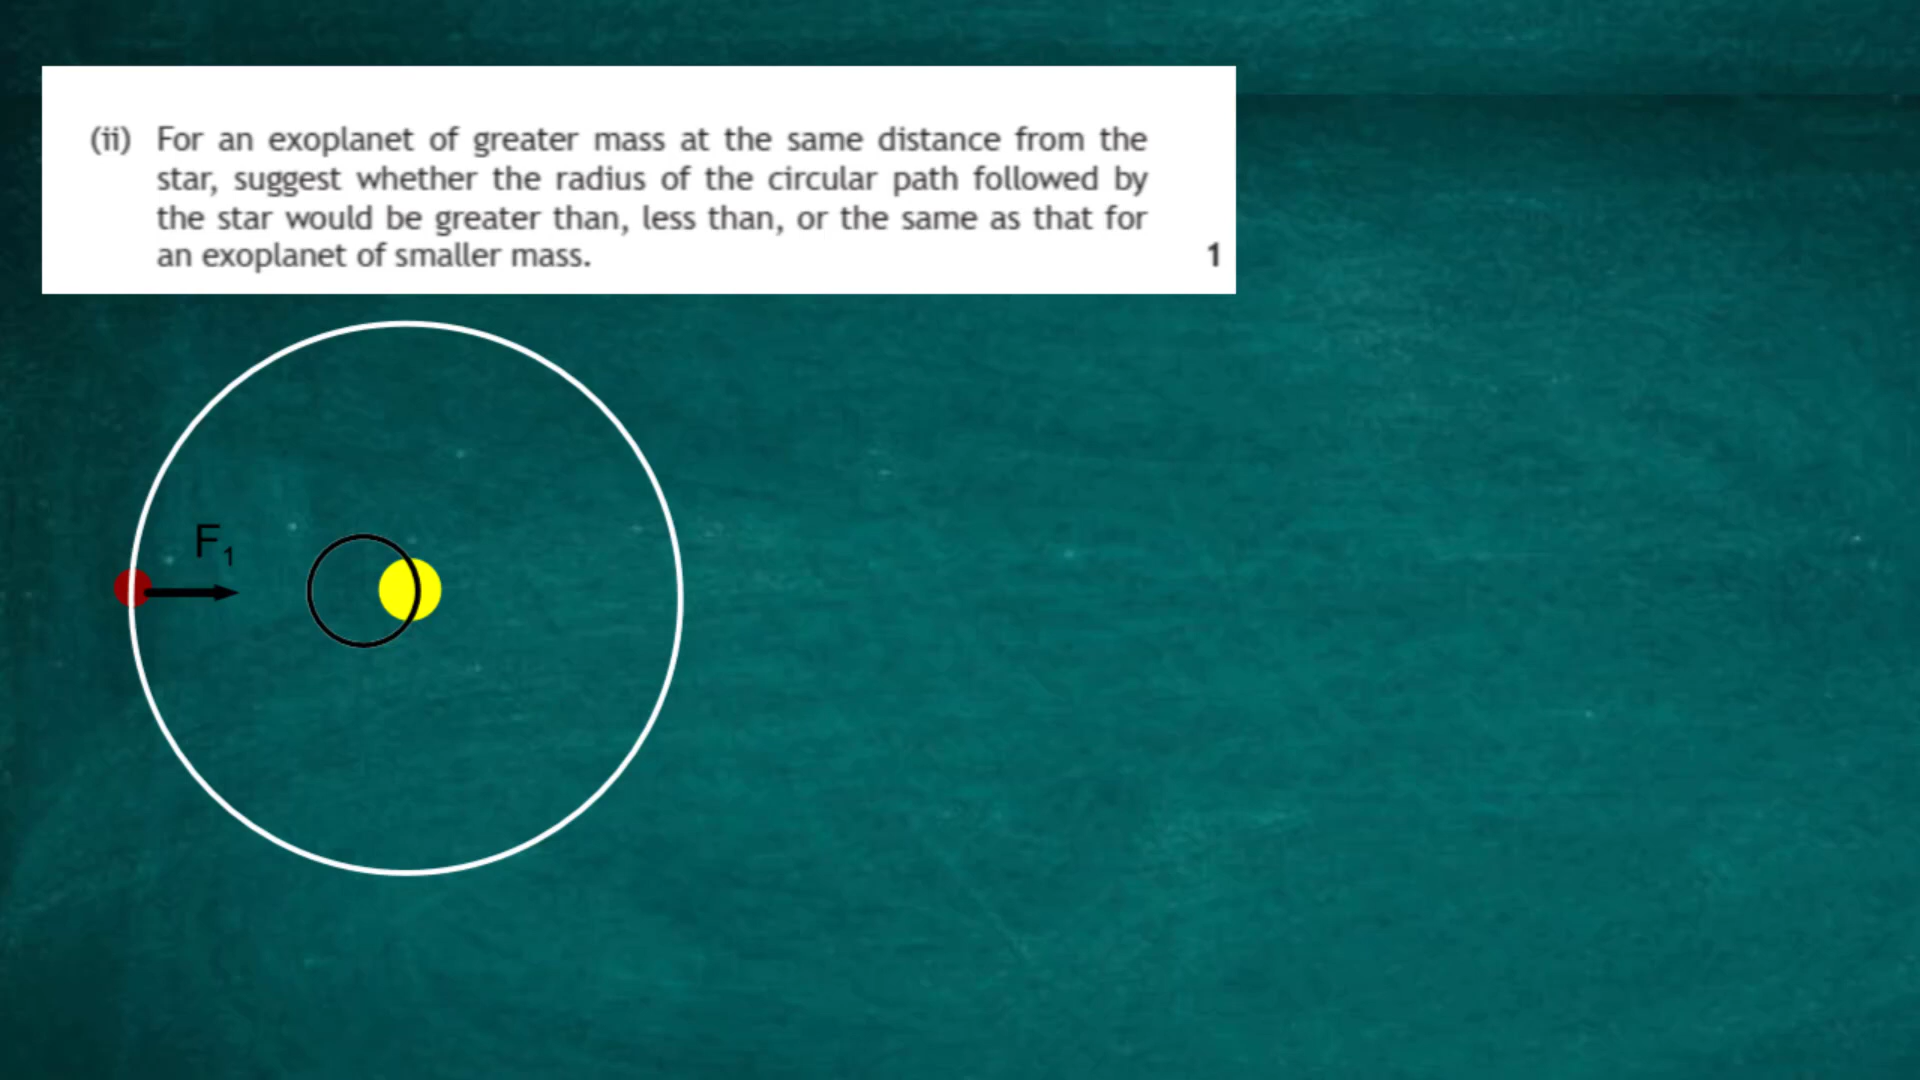 (ii) For an exoplanet of greater mass at the same distance from the
star, suggest whether the radius of the circular path followed by
the star would be greater than, less than, or the same as that for
an exoplanet of smaller mass. 1
F₁